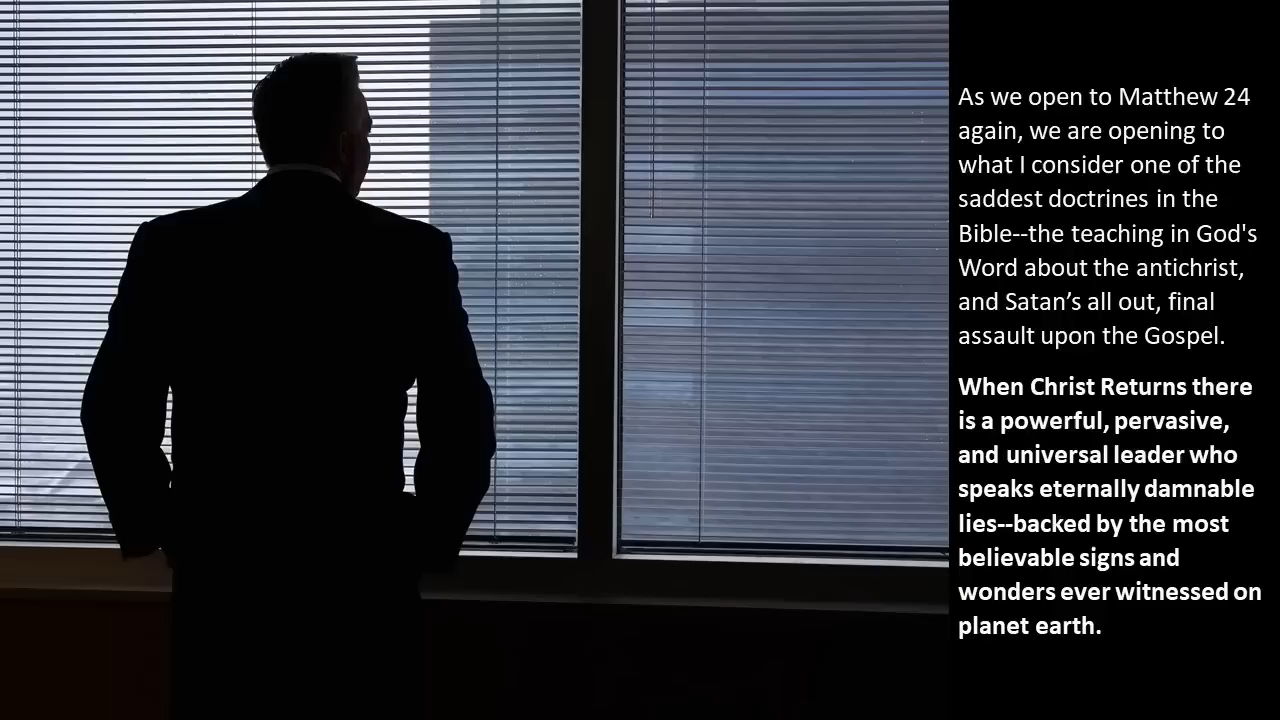 As we open to Matthew 24
again, we are opening to
what I consider one of the
saddest doctrines in the
Bible--the teaching in God's
Word about the antichrist,
and Satan’s all out, final
assault upon the Gospel.
When Christ Returns there
is a powerful, pervasive,
and universal leader who
speaks eternally damnable
lies--backed by the most
believable signs and
wonders ever witnessed on
planet earth.